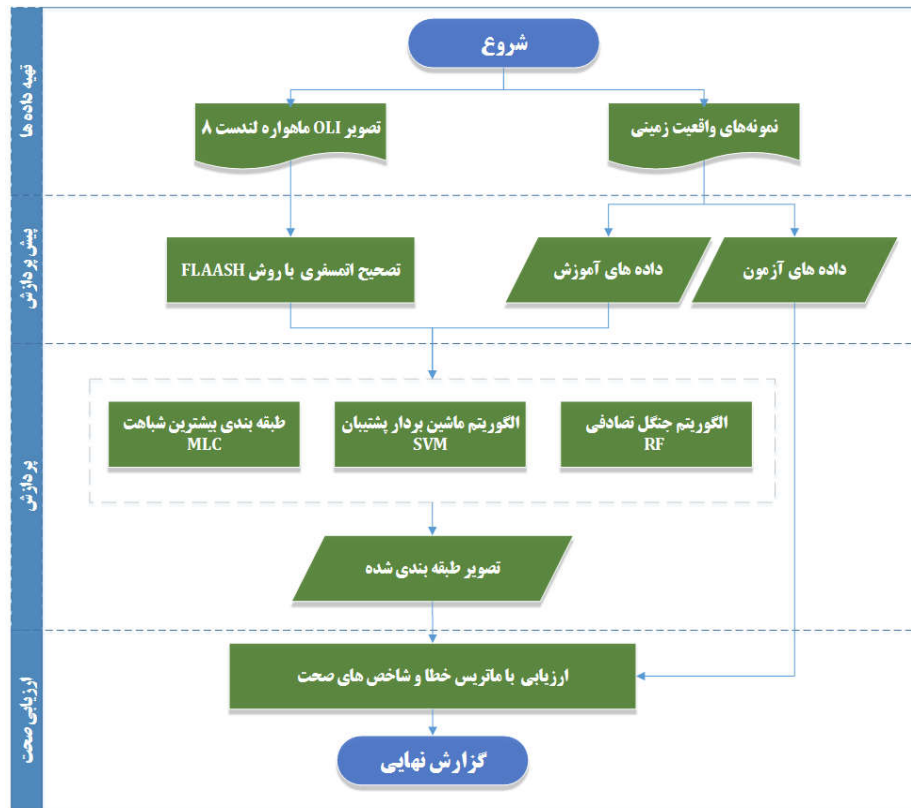 شروع
تهیه داده ها
تصویر OLI ماهواره لندست ۸
نمونه‌های واقعیت زمینی
پیش پردازش
تصحیح اتمسفری با روش FLAASH
داده های آموزش
داده های آزمون
پردازش
الگوریتم جنگل تصادفی
RF
الگوریتم ماشین بردار پشتیبان
SVM
طبقه بندی بیشترین شباهت
MLC
تصویر طبقه بندی شده
ارزیابی صحت
ارزیابی با ماتریس خطا و شاخص های صحت
گزارش نهایی